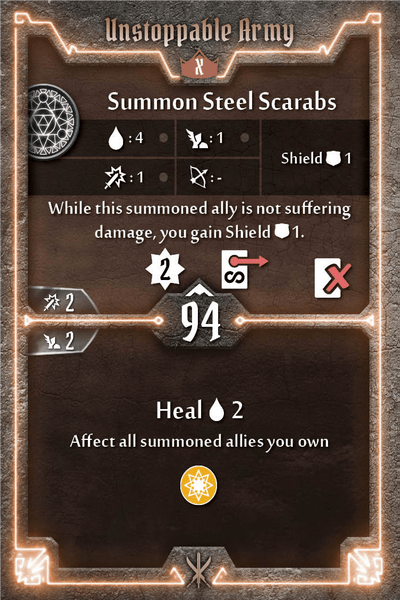 Unstoppable Army
X
Summon Steel Scarabs
: 4
: 1
Shield 1
: 1
: -
While this summoned ally is not suffering
damage, you gain Shield 1.
2
S
2
94
2
Heal 2
Affect all summoned allies you own